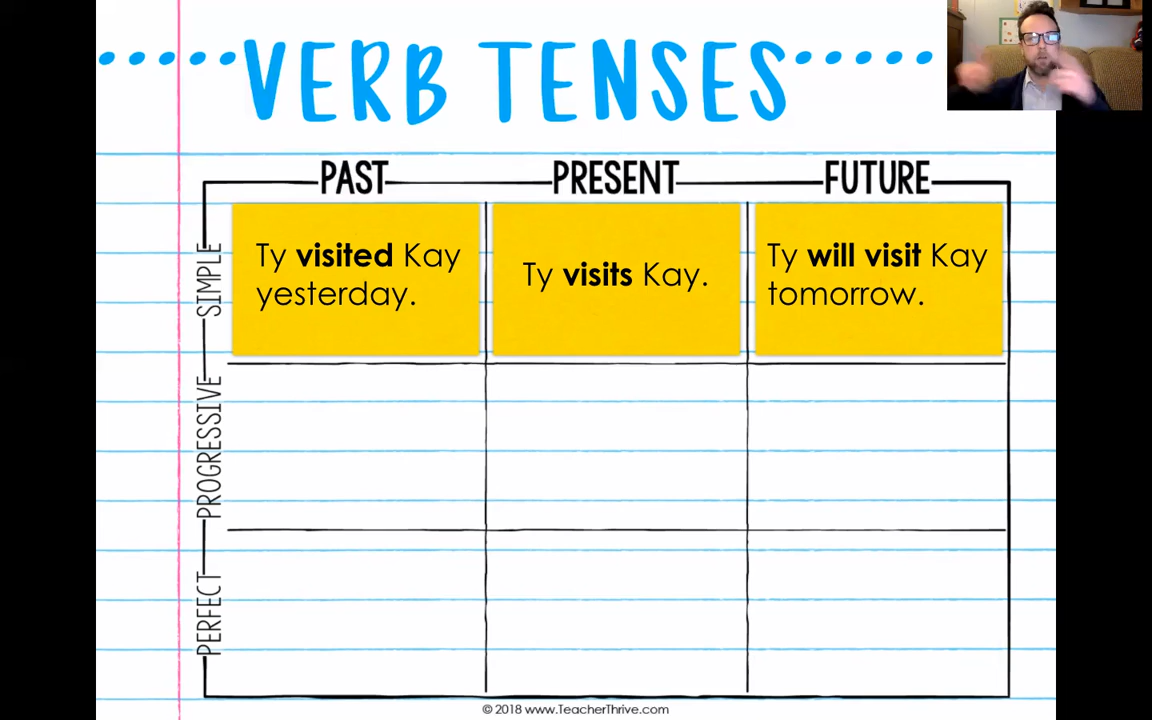 VERB TENSES
PAST PRESENT FUTURE
SIMPLE
Ty visited Kay
yesterday.
Ty visits Kay.
Ty will visit Kay
tomorrow.
PROGRESSIVE
PERFECT
© 2018 www.TeacherThrive.com